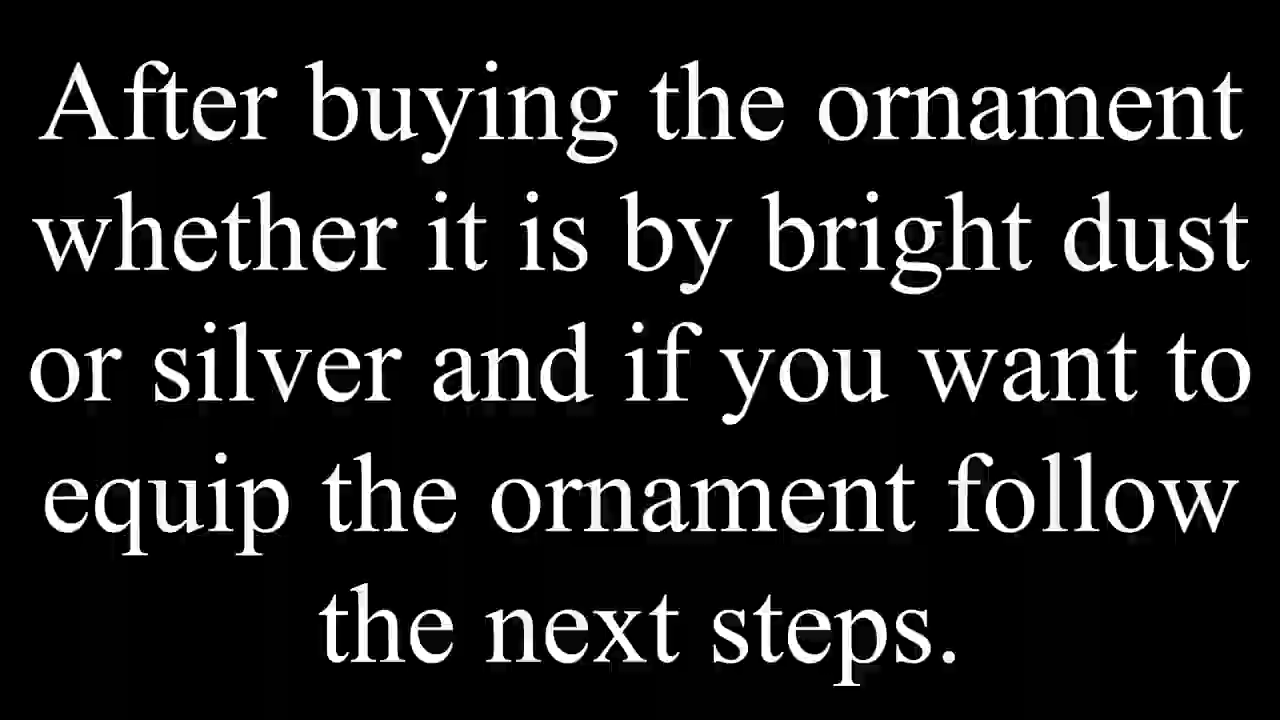 After buying the ornament
whether it is by bright dust
or silver and if you want to
equip the ornament follow
the next steps.